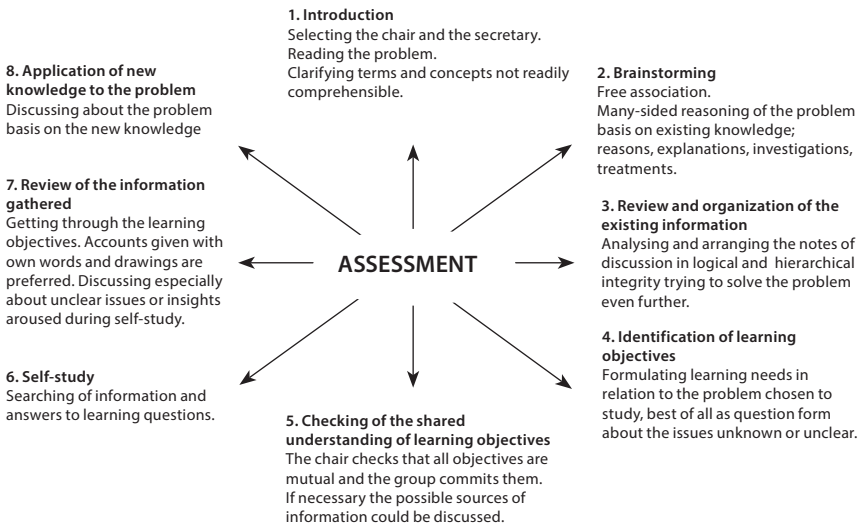 1. Introduction
Selecting the chair and the secretary.
Reading the problem.
Clarifying terms and concepts not readily
comprehensible.
2. Brainstorming
Free association.
Many-sided reasoning of the problem
basis on existing knowledge;
reasons, explanations, investigations,
treatments.
3. Review and organization of the
existing information
Analysing and arranging the notes of
discussion in logical and hierarchical
integrity trying to solve the problem
even further.
4. Identification of learning
objectives
Formulating learning needs in
relation to the problem chosen to
study, best of all as question form
about the issues unknown or unclear.
5. Checking of the shared
understanding of learning objectives
The chair checks that all objectives are
mutual and the group commits them.
If necessary the possible sources of
information could be discussed.
6. Self-study
Searching of information and
answers to learning questions.
7. Review of the information
gathered
Getting through the learning
objectives. Accounts given with
own words and drawings are
preferred. Discussing especially
about unclear issues or insights
aroused during self-study.
8. Application of new
knowledge to the problem
Discussing about the problem
basis on the new knowledge
ASSESSMENT